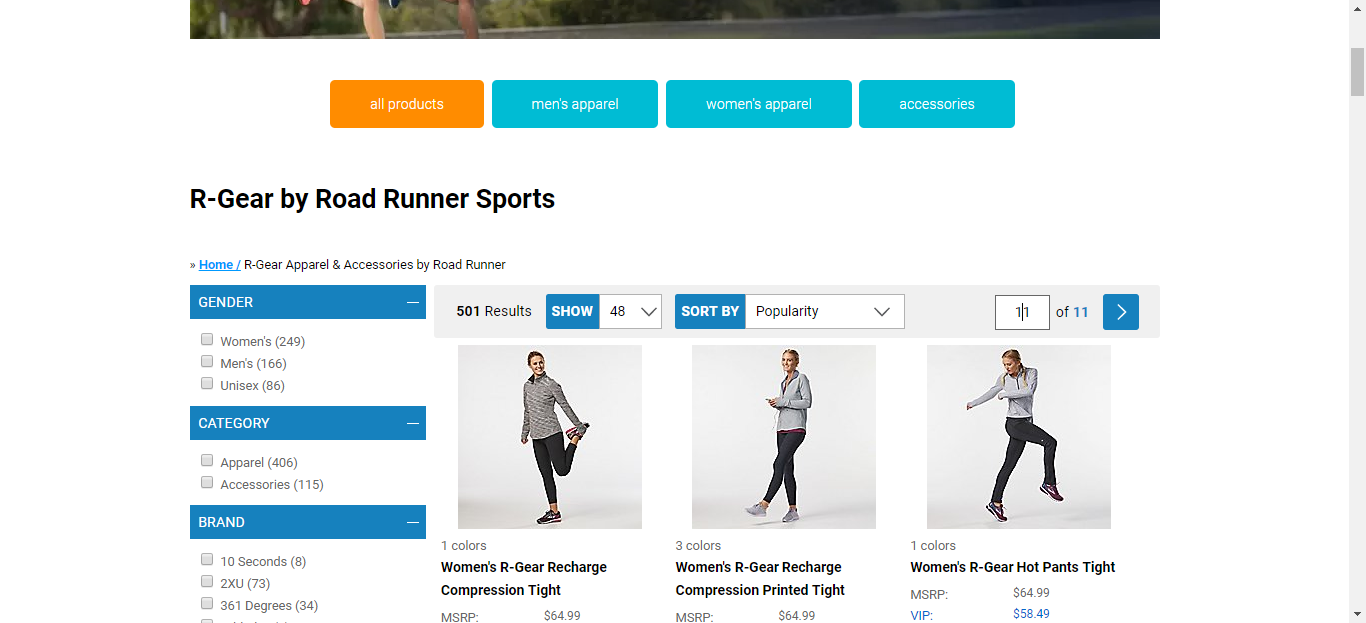 all products
men's apparel
women's apparel
accessories
R-Gear by Road Runner Sports
» Home / R-Gear Apparel & Accessories by Road Runner
GENDER
Women's (249)
Men's (166)
Unisex (86)
CATEGORY
Apparel (406)
Accessories (115)
BRAND
10 Seconds (8)
2XU (73)
361 Degrees (34)
501 Results
SHOW 48
SORT BY Popularity
11 of 11
1 colors
Women's R-Gear Recharge
Compression Tight
MSRP: $64.99
3 colors
Women's R-Gear Recharge
Compression Printed Tight
MSRP: $64.99
1 colors
Women's R-Gear Hot Pants Tight
MSRP: $64.99
VIP: $58.49